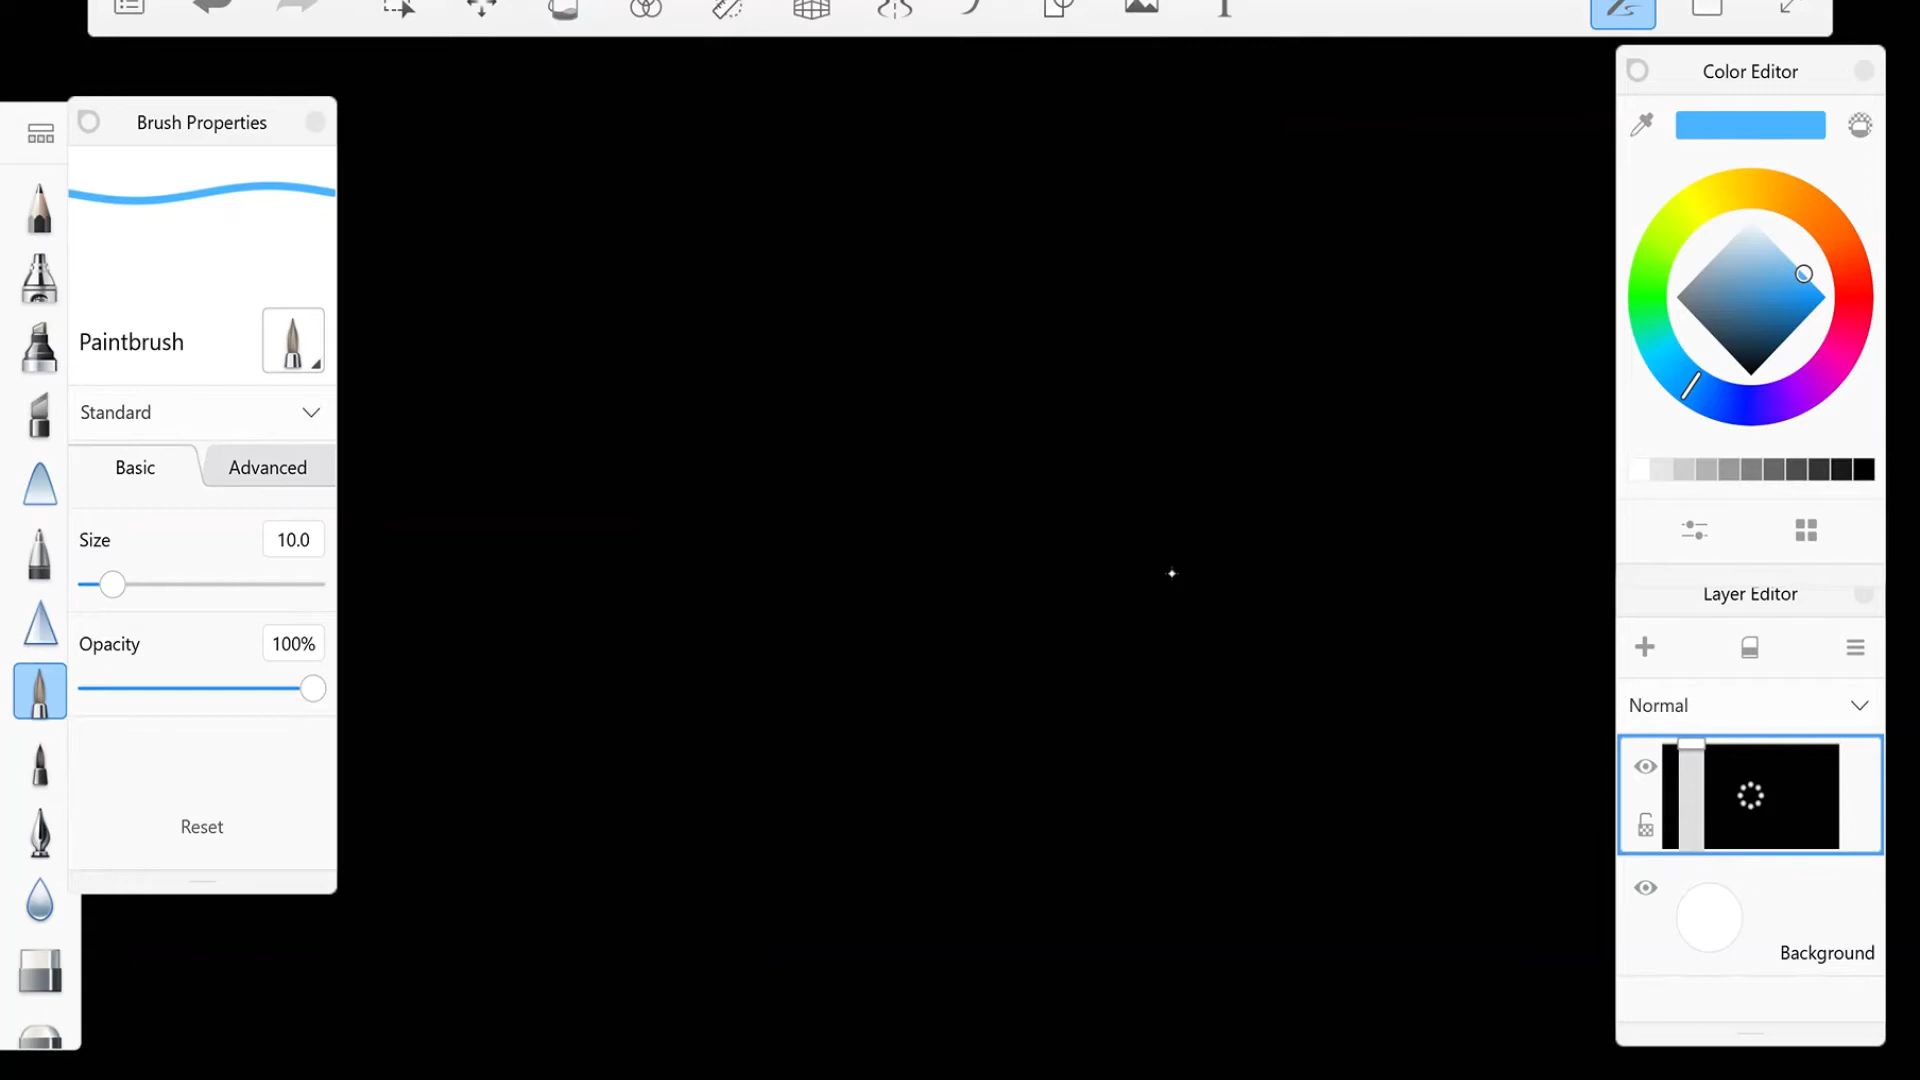 Color Editor
Brush Properties
Paintbrush
Standard
Basic
Advanced
Size
10.0
Opacity
100%
Reset
Layer Editor
Normal
Background